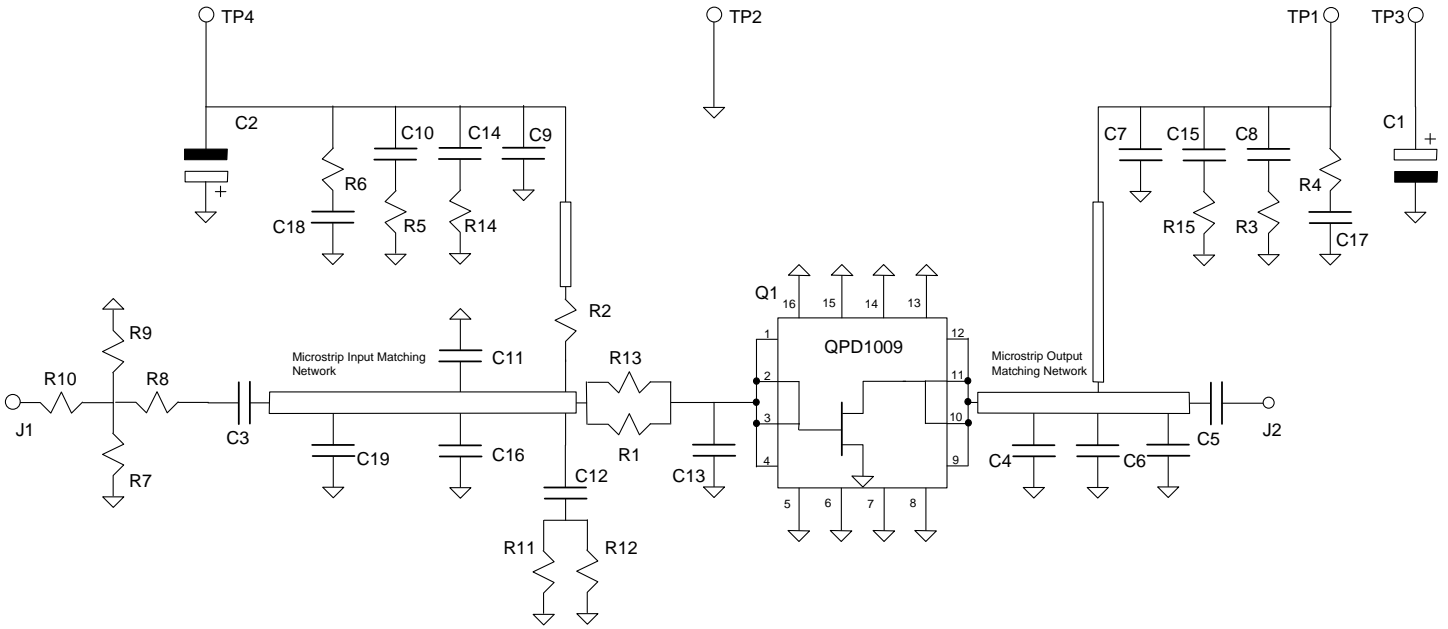 TP4
TP2
TP1
TP3
C2
C10
C14
C9
C7
C15
C8
C1
+
R6
R4
+
C18
R5
R14
R15
R3
C17
Q1
16
15
14
13
R9
R2
1
12
QPD1009
Microstrip Input Matching
Network
C11
R13
Microstrip Output
Matching Network
R10
R8
2
11
J1
C3
3
10
C5
J2
C19
C16
R1
C13
4
9
C4
C6
R7
C12
5
6
7
8
R11
R12